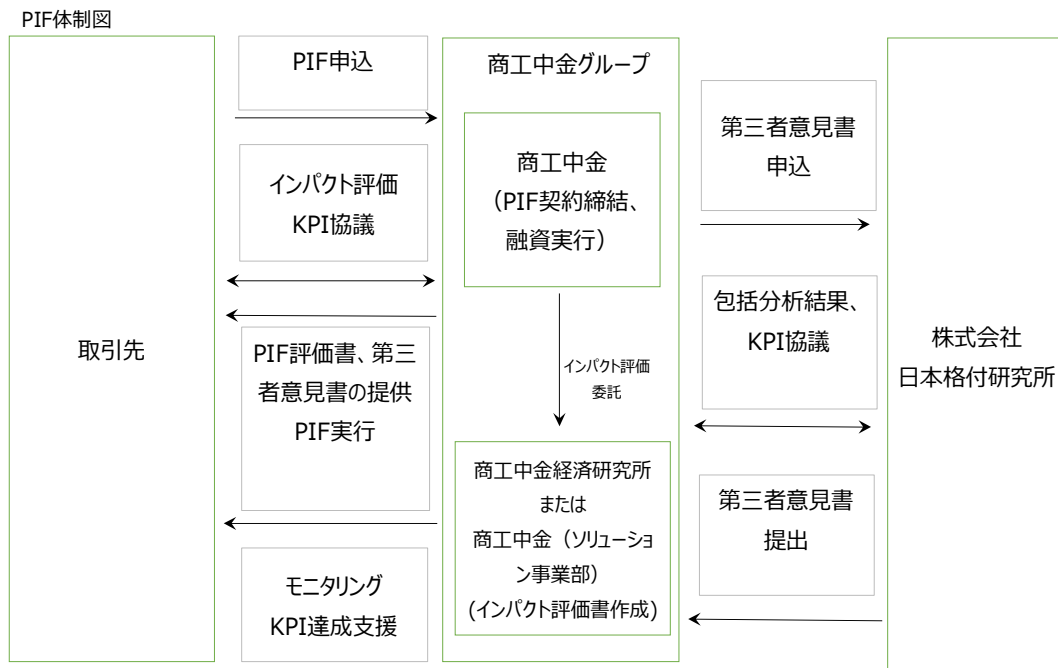 PIF体制図
取引先
PIF申込
インパクト評価
KPI協議
PIF評価書、第三
者意見書の提供
PIF実行
モニタリング
KPI達成支援
商工中金グループ
商工中金
（PIF契約締結、
融資実行）
インパクト評価
委託
商工中金経済研究所
または
商工中金（ソリューショ
ン事業部）
(インパクト評価書作成)
第三者意見書
申込
包括分析結果、
KPI協議
第三者意見書
提出
株式会社
日本格付研究所